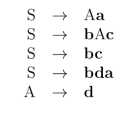 S → Aa
S → bAc
S → bc
S → bda
A → d